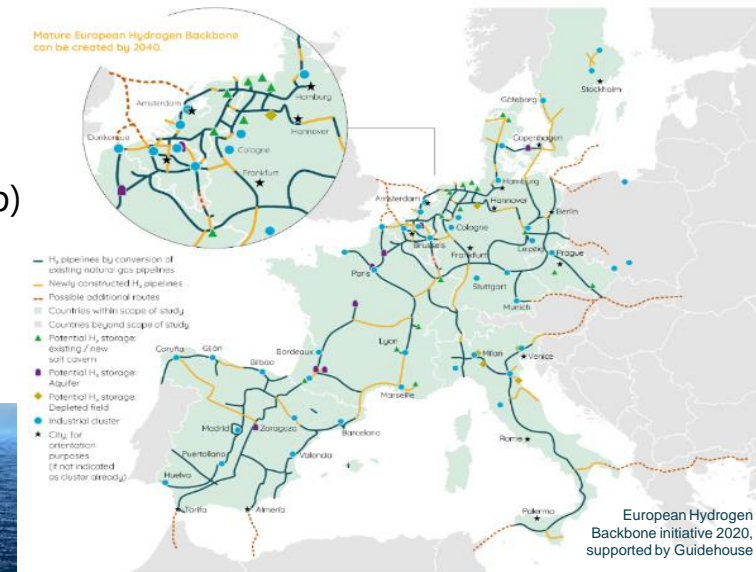 Mature European Hydrogen Backbone
can be created by 2040.
Amsterdam
Hamburg
Hannover
Dunkerque
Cologne
Frankfurt
o)
H₂ pipelines by conversion of
existing natural gas pipelines
Newly constructed H₂ pipelines
Possible additional routes
Countries within scope of study
Countries beyond scope of study
Potential H₂ storage:
existing / new
salt cavern
Potential H₂ storage:
Aquifer
Potential H₂ storage:
Depleted field
Industrial cluster
City, for
orientation
purposes
(if not indicated
as cluster already)
Göteborg
Stockholm
Copenhagen
Hamburg
Amsterdam
Hannover
Berlin
Cologne
Brussels
Leipzig
Frankfurt
Prague
Paris
Stuttgart
Munich
Lyon
Milan
Venice
Coruña
Gijón
Bilbao
Bordeaux
Marseille
Madrid
Zaragoza
Barcelona
Puertollano
Valencia
Rome
Huelva
Tarifa
Almería
Palermo
European Hydrogen
Backbone initiative 2020,
supported by Guidehouse